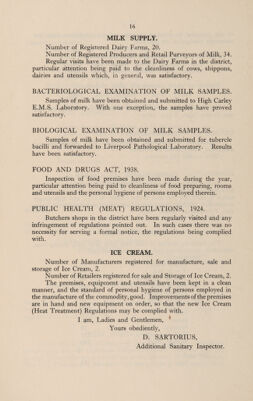 16
MILK SUPPLY.
Number of Registered Dairy Farms, 20.
Number of Registered Producers and Retail Purveyors of Milk, 34.
Regular visits have been made to the Dairy Farms in the district,
particular attention being paid to the cleanliness of cows, shippons,
dairies and utensils which, in general, was satisfactory.
BACTERIOLOGICAL EXAMINATION OF MILK SAMPLES.
Samples of milk have been obtained and submitted to High Carley
E.M.S. Laboratory. With one exception, the samples have proved
satisfactory.
BIOLOGICAL EXAMINATION OF MILK SAMPLES.
Samples of milk have been obtained and submitted for tubercle
bacilli and forwarded to Liverpool Pathological Laboratory. Results
have been satisfactory.
FOOD AND DRUGS ACT, 1938.
Inspection of food premises have been made during the year,
particular attention being paid to cleanliness of food preparing, rooms
and utensils and the personal hygiene of persons employed therein.
PUBLIC HEALTH (MEAT) REGULATIONS, 1924.
Butchers shops in the district have been regularly visited and any
infringement of regulations pointed out. In such cases there was no
necessity for serving a formal notice, the regulations being complied
with.
ICE CREAM.
Number of Manufacturers registered for manufacture, sale and
storage of Ice Cream, 2.
Number of Retailers registered for sale and Storage of Ice Cream, 2.
The premises, equipment and utensils have been kept in a clean
manner, and the standard of personal hygiene of persons employed in
the manufacture of the commodity, good. Improvements of the premises
are in hand and new equipment on order, so that the new Ice Cream
(Heat Treatment) Regulations may be complied with.
I am, Ladies and Gentlemen,
Yours obediently,
D. SARTORIUS,
Additional Sanitary Inspector.